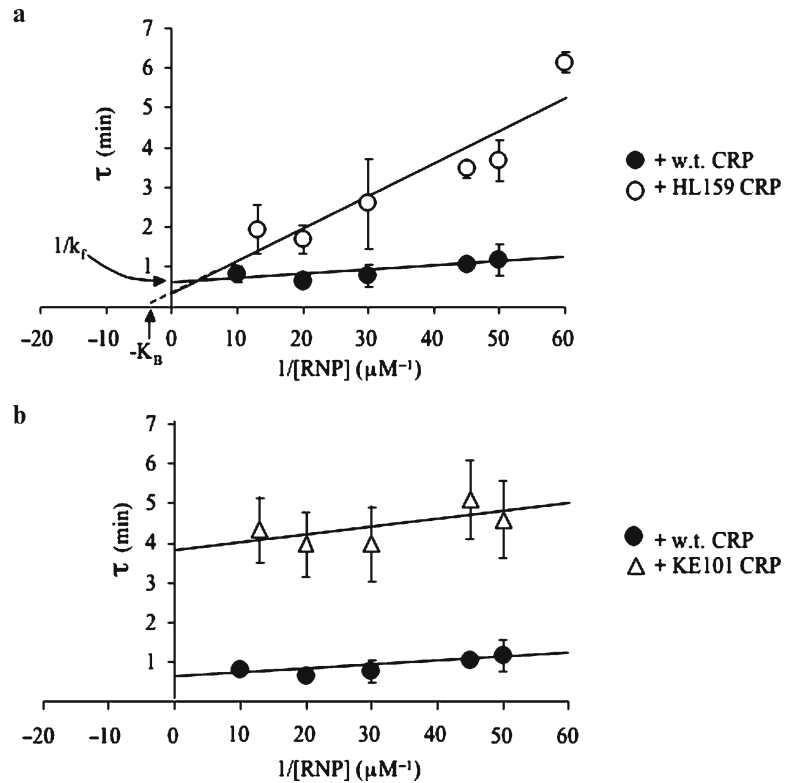 a
7
6
5
4
3
2
1
τ (min)
1/k_f
-K_B
−20
−10
0
10
20
30
40
50
60
1/[RNP] (μM⁻¹)
+ w.t. CRP
+ HL159 CRP
b
7
6
5
4
3
2
1
τ (min)
−20
−10
0
10
20
30
40
50
60
1/[RNP] (μM⁻¹)
+ w.t. CRP
+ KE101 CRP